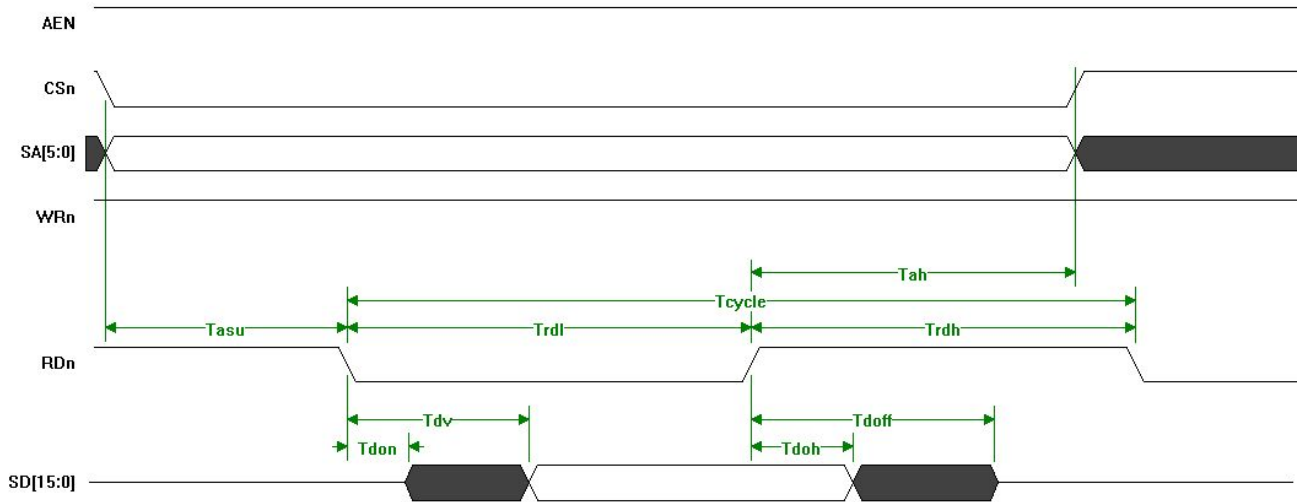 AEN
CSn
SA[5:0]
WRn
Tah
Tcycle
Tasu Trdl Trdh
RDn
Tdv Tdoff
Tdon Tdoh
SD[15:0]